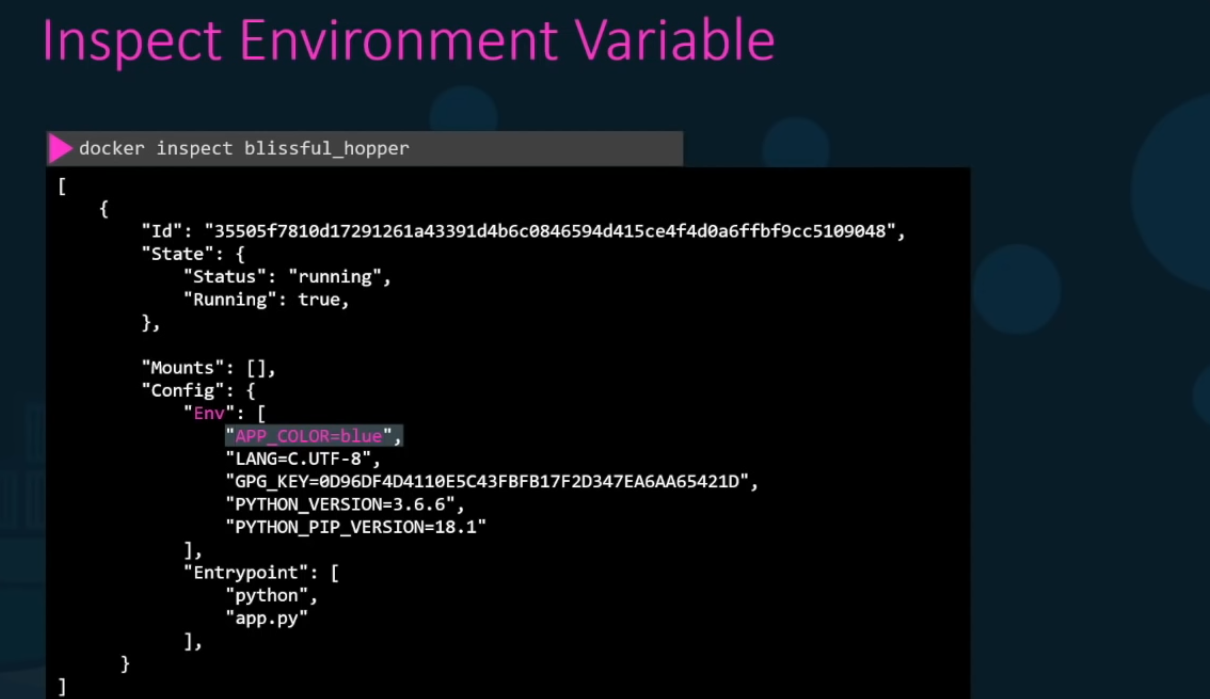 Inspect Environment Variable
docker inspect blissful_hopper
[
{
"Id": "35505f7810d17291261a43391d4b6c0846594d415ce4f4d0a6ffbf9cc5109048",
"State": {
"Status": "running",
"Running": true,
},
"Mounts": [],
"Config": {
"Env": [
"APP_COLOR=blue",
"LANG=C.UTF-8",
"GPG_KEY=0D96DF4D4110E5C43FBFB17F2D347EA6AA65421D",
"PYTHON_VERSION=3.6.6",
"PYTHON_PIP_VERSION=18.1"
],
"Entrypoint": [
"python",
"app.py"
],
}
]